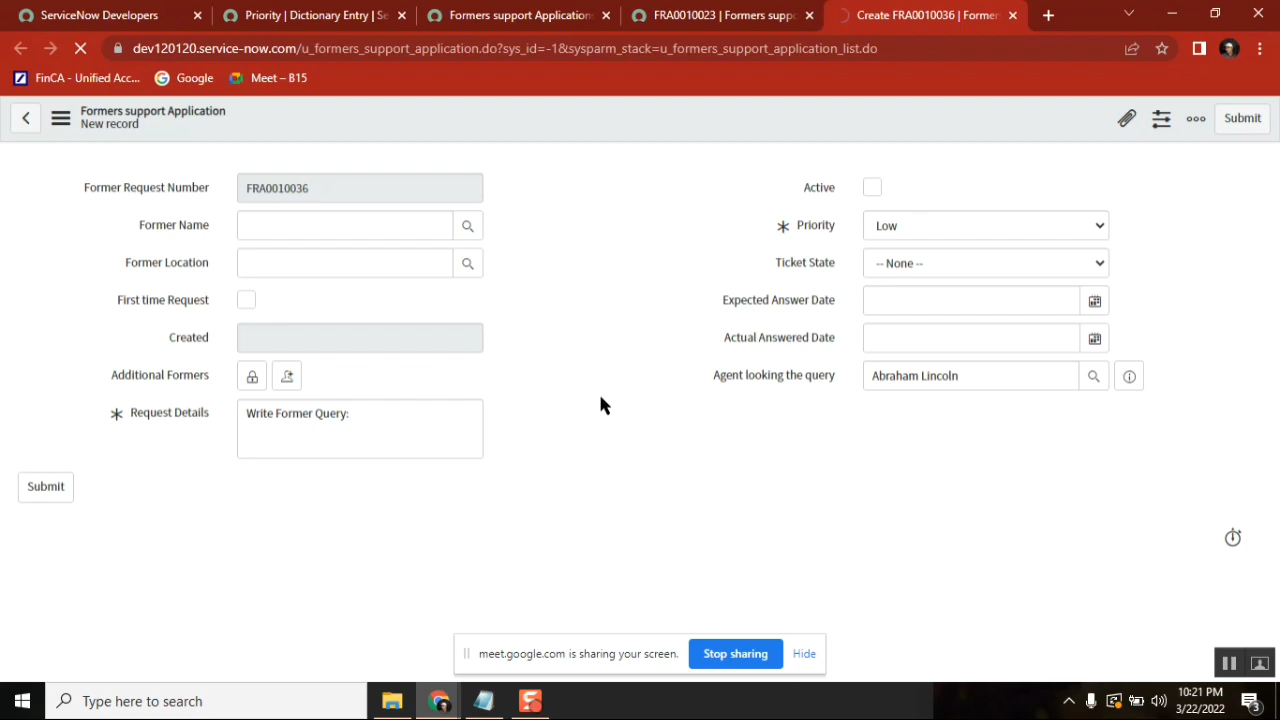 ServiceNow Developers
Priority | Dictionary Entry | Se
Formers support Application
FRA0010023 | Formers suppo
Create FRA0010036 | Former
dev120120.service-now.com/u_formers_support_application.do?sys_id=-1&sysparm_stack=u_formers_support_application_list.do
FinCA - Unified Acc...
Google
Meet – B15
Formers support Application
New record
Submit
Former Request Number
FRA0010036
Active
Former Name
Priority
Low
Former Location
Ticket State
-- None --
First time Request
Expected Answer Date
Created
Actual Answered Date
Additional Formers
Agent looking the query
Abraham Lincoln
Request Details
Write Former Query:
Submit
meet.google.com is sharing your screen.
Stop sharing
Hide
Type here to search
10:21 PM
3/22/2022
3